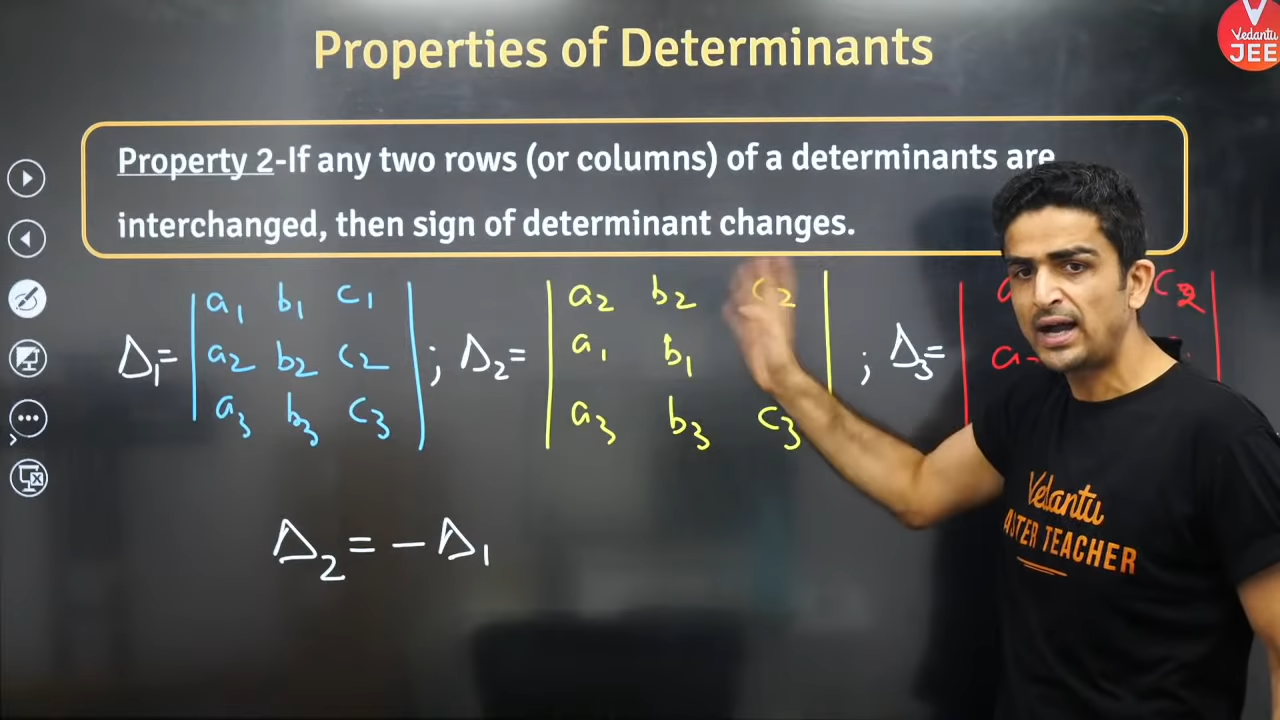 Properties of Determinants
Vedantu
JEE
Property 2-If any two rows (or columns) of a determinants are
interchanged, then sign of determinant changes.
a₁ b₁ c₁
Δ₁= a₂ b₂ c₂
a₃ b₃ c₃
; Δ₂= a₂ b₂ c₂
a₁ b₁
a₃ b₃ c₃
; Δ₃=
Δ₂ = − Δ₁
Vedantu
TEACHER